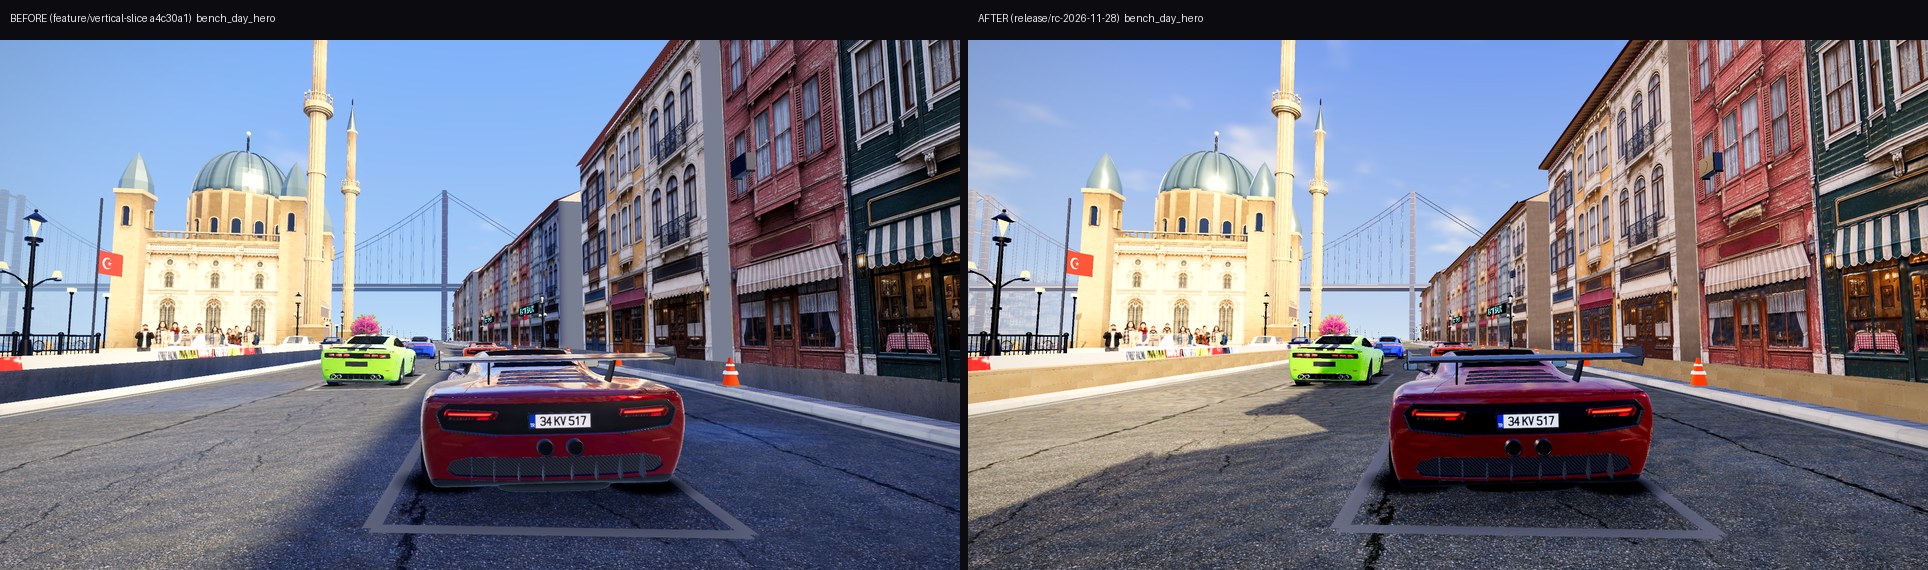 BEFORE (feature/vertical-slice a4c30a1) bench_day_hero
AFTER (release/rc-2026-11-28) bench_day_hero
34 KV 517
34 KV 517